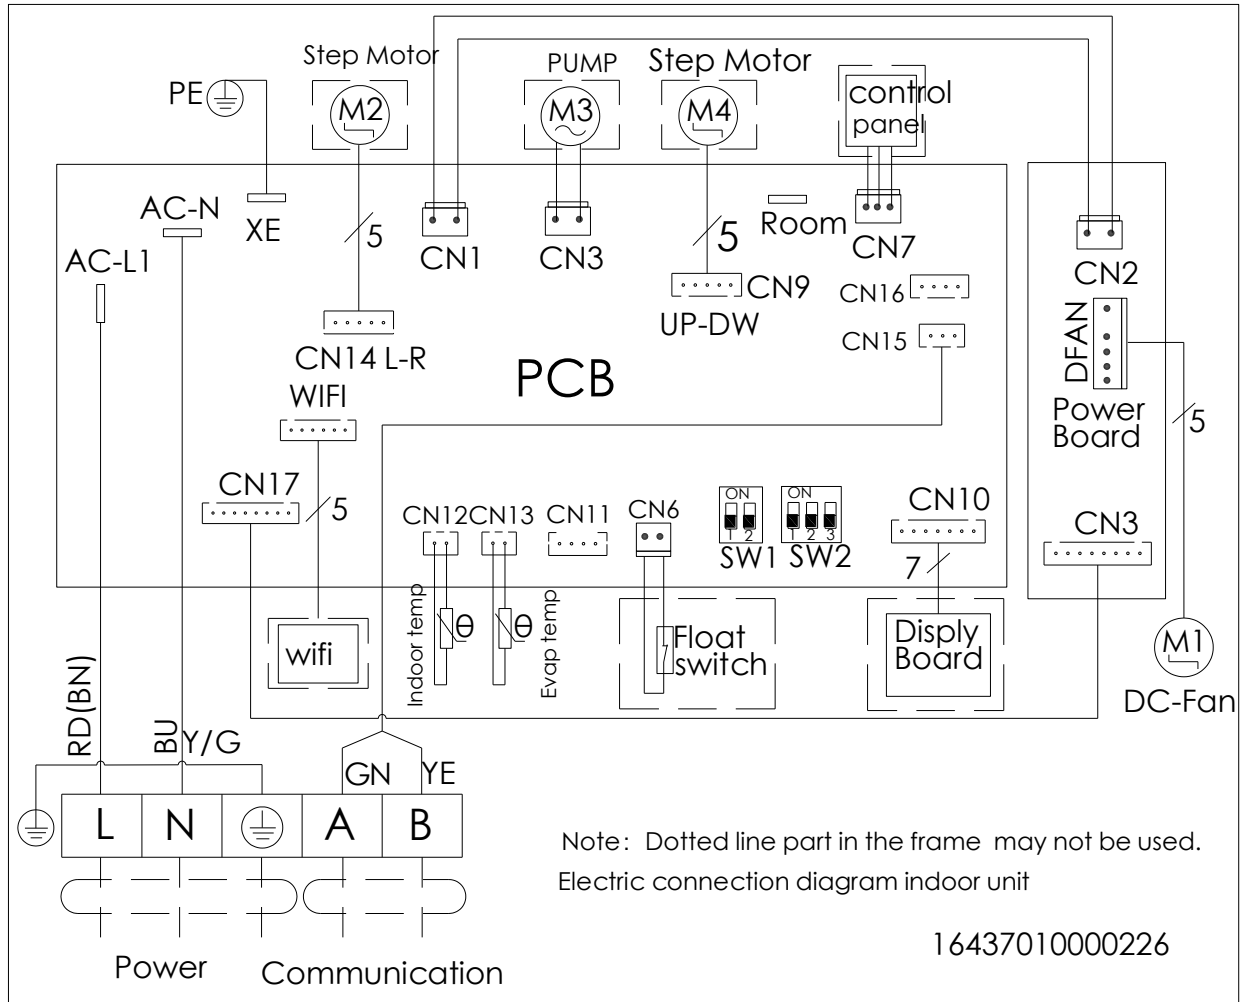 Step Motor
PUMP
Step Motor
PE
M2
M3
M4
control
panel
AC-N
XE
5
CN1
CN3
5
Room
CN7
CN2
AC-L1
CN9
CN16
UP-DW
CN15
DFAN
CN14 L-R
WIFI
PCB
Power
Board
5
CN17
5
CN12
CN13
CN11
CN6
ON
1 2
SW1
ON
1 2 3
SW2
CN10
7
CN3
Indoor temp
θ
θ
Evap temp
wifi
Float
switch
Disply
Board
M1
DC-Fan
RD(BN)
BU
Y/G
GN
YE
L
N
A
B
Note: Dotted line part in the frame may not be used.
Electric connection diagram indoor unit
16437010000226
Power
Communication